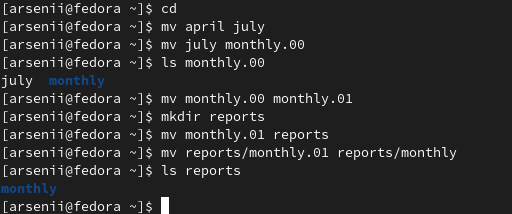 [arsenii@fedora ]$ cd
[arsenii@fedora ]$ mv april july
[arsenii@fedora ]$ mv july monthly.00
[arsenii@fedora ]$ ls monthly.00
july  monthly
[arsenii@fedora ]$ mv monthly.00 monthly.01
[arsenii@fedora ]$ mkdir reports
[arsenii@fedora ]$ mv monthly.01 reports
[arsenii@fedora ]$ mv reports/monthly.01 reports/monthly
[arsenii@fedora ]$ ls reports
monthly
[arsenii@fedora ]$